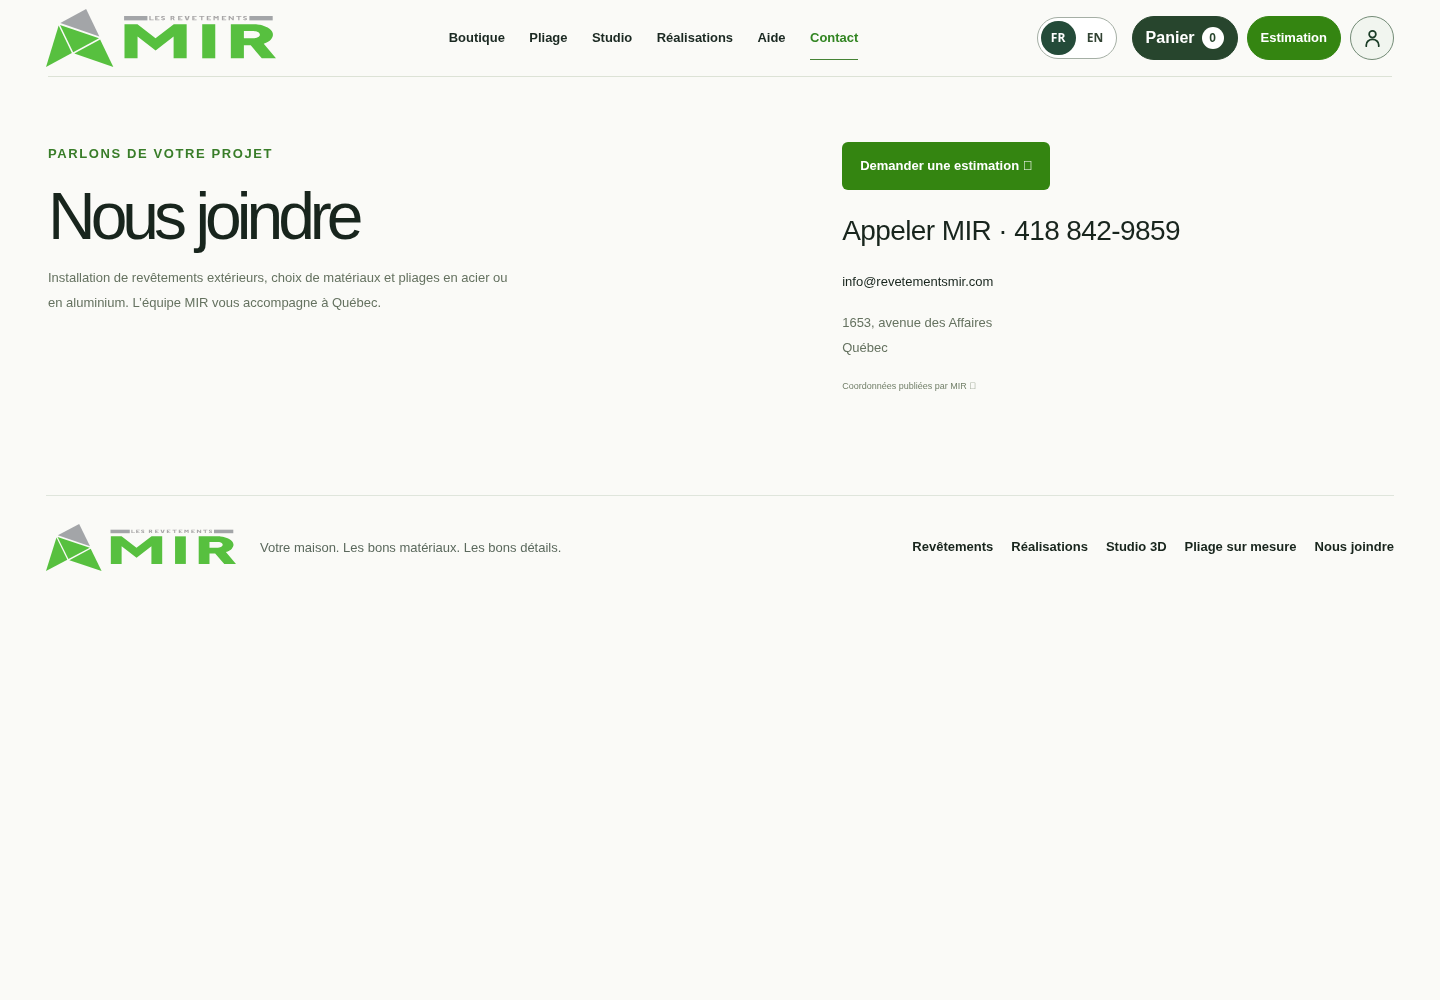 LES REVETEMENTS
MIR
Boutique
Pliage
Studio
Réalisations
Aide
Contact
FR
EN
Panier 0
Estimation
PARLONS DE VOTRE PROJET
Nous joindre
Installation de revêtements extérieurs, choix de matériaux et pliages en acier ou
en aluminium. L'équipe MIR vous accompagne à Québec.
Demander une estimation
Appeler MIR · 418 842-9859
info@revetementsmir.com
1653, avenue des Affaires
Québec
Coordonnées publiées par MIR
LES REVETEMENTS
MIR
Votre maison. Les bons matériaux. Les bons détails.
Revêtements
Réalisations
Studio 3D
Pliage sur mesure
Nous joindre